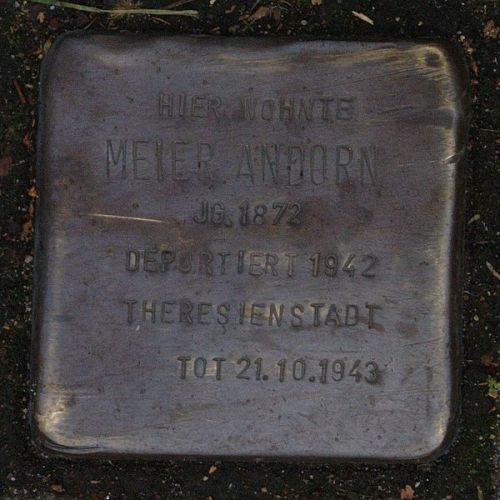 HIER WOHNTE
MEIER ANDORN
JG. 1872
DEPORTIERT 1942
THERESIENSTADT
TOT 21.10.1943